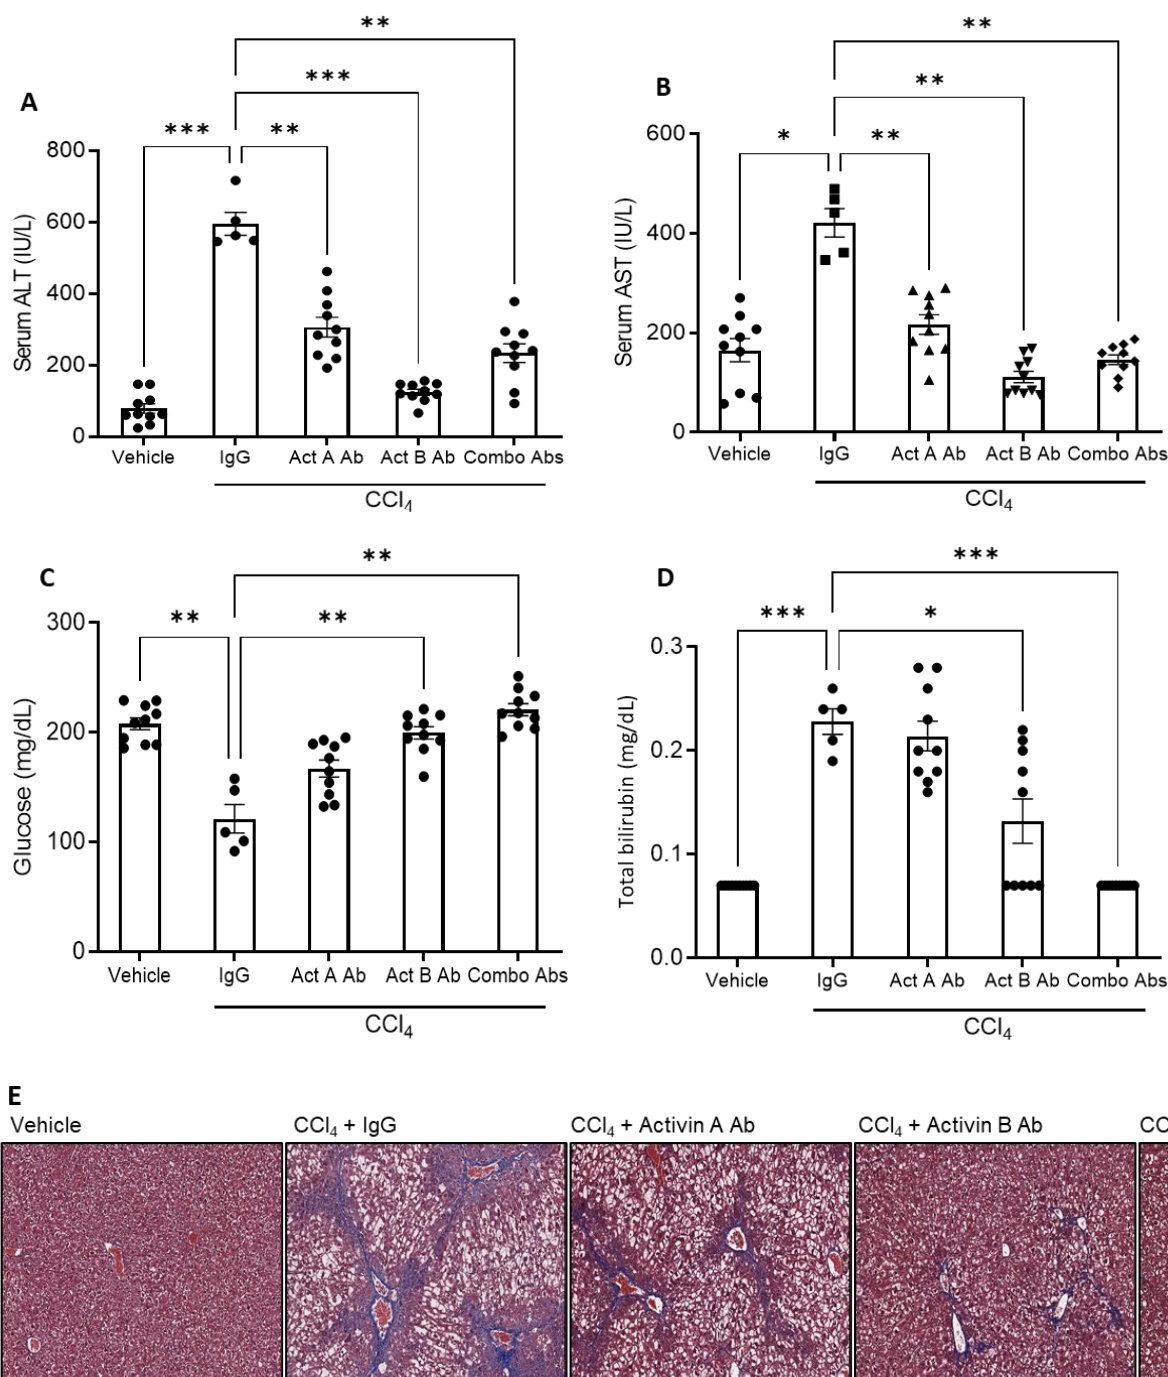 **
**
***
**
A
B
***
**
*
**
800
600
400
200
0
Serum ALT (IU/L)
Vehicle IgG Act A Ab Act B Ab Combo Abs
CCl4
600
400
200
0
Serum AST (IU/L)
Vehicle IgG Act A Ab Act B Ab Combo Abs
CCl4
C
**
**
**
300
200
100
0
Glucose (mg/dL)
Vehicle IgG Act A Ab Act B Ab Combo Abs
CCl4
D
***
***
*
0.3
0.2
0.1
0.0
Total bilirubin (mg/dL)
Vehicle IgG Act A Ab Act B Ab Combo Abs
CCl4
E
Vehicle CCl4 + IgG CCl4 + Activin A Ab CCl4 + Activin B Ab CC